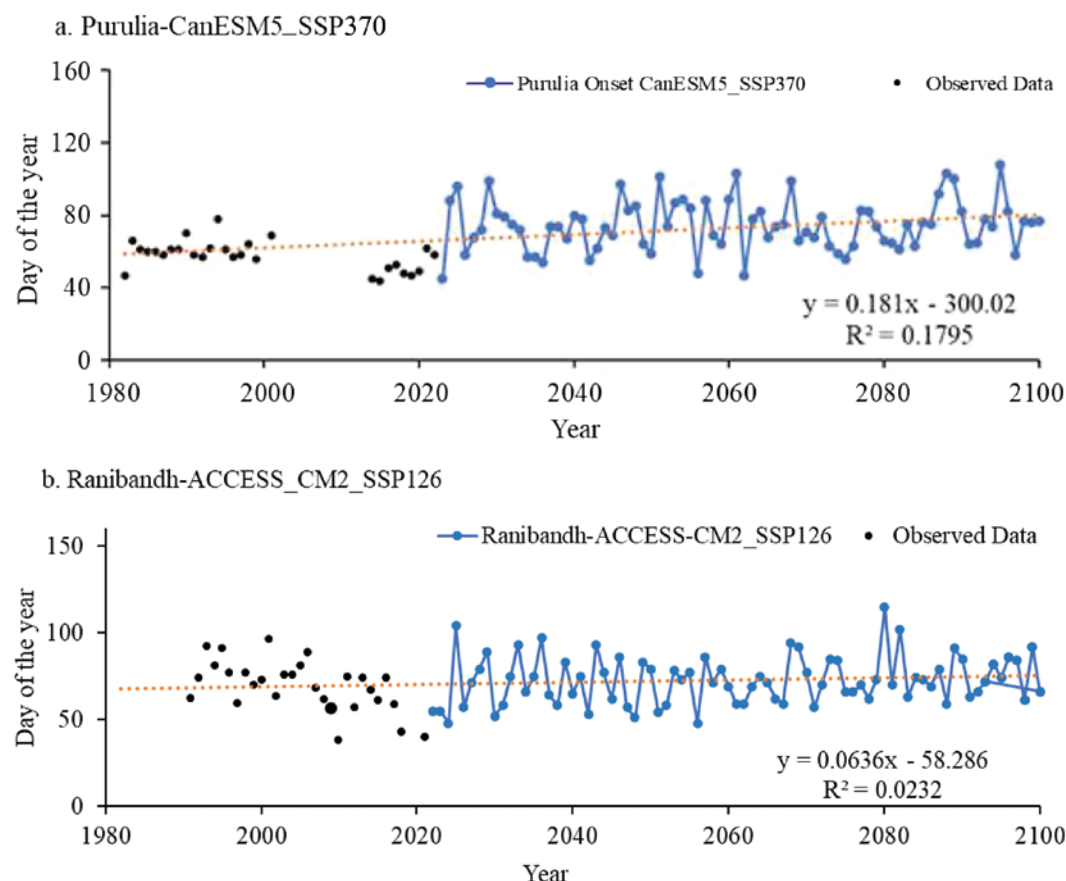 a. Purulia-CanESM5_SSP370
160
Purulia Onset CanESM5_SSP370
Observed Data
120
80
40
0
Day of the year
y = 0.181x - 300.02
R² = 0.1795
1980 2000 2020 2040 2060 2080 2100
Year
b. Ranibandh-ACCESS_CM2_SSP126
150
Ranibandh-ACCESS-CM2_SSP126
Observed Data
100
50
0
Day of the year
y = 0.0636x - 58.286
R² = 0.0232
1980 2000 2020 2040 2060 2080 2100
Year